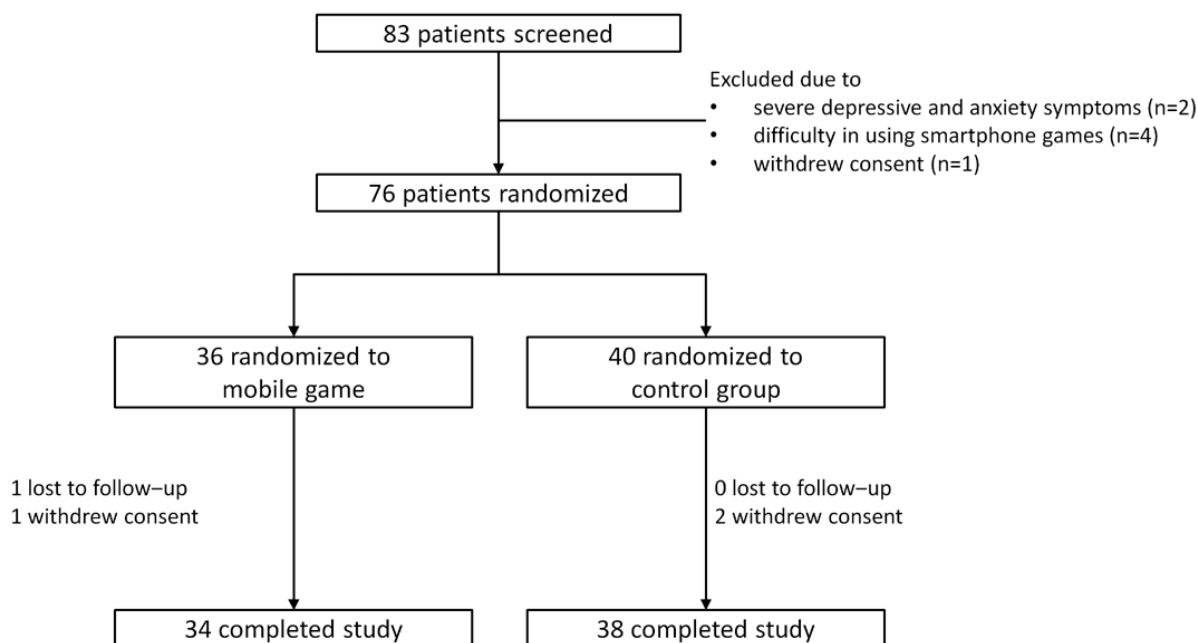 83 patients screened
Excluded due to
• severe depressive and anxiety symptoms (n=2)
• difficulty in using smartphone games (n=4)
• withdrew consent (n=1)
76 patients randomized
36 randomized to
mobile game
40 randomized to
control group
1 lost to follow–up
1 withdrew consent
0 lost to follow–up
2 withdrew consent
34 completed study
38 completed study